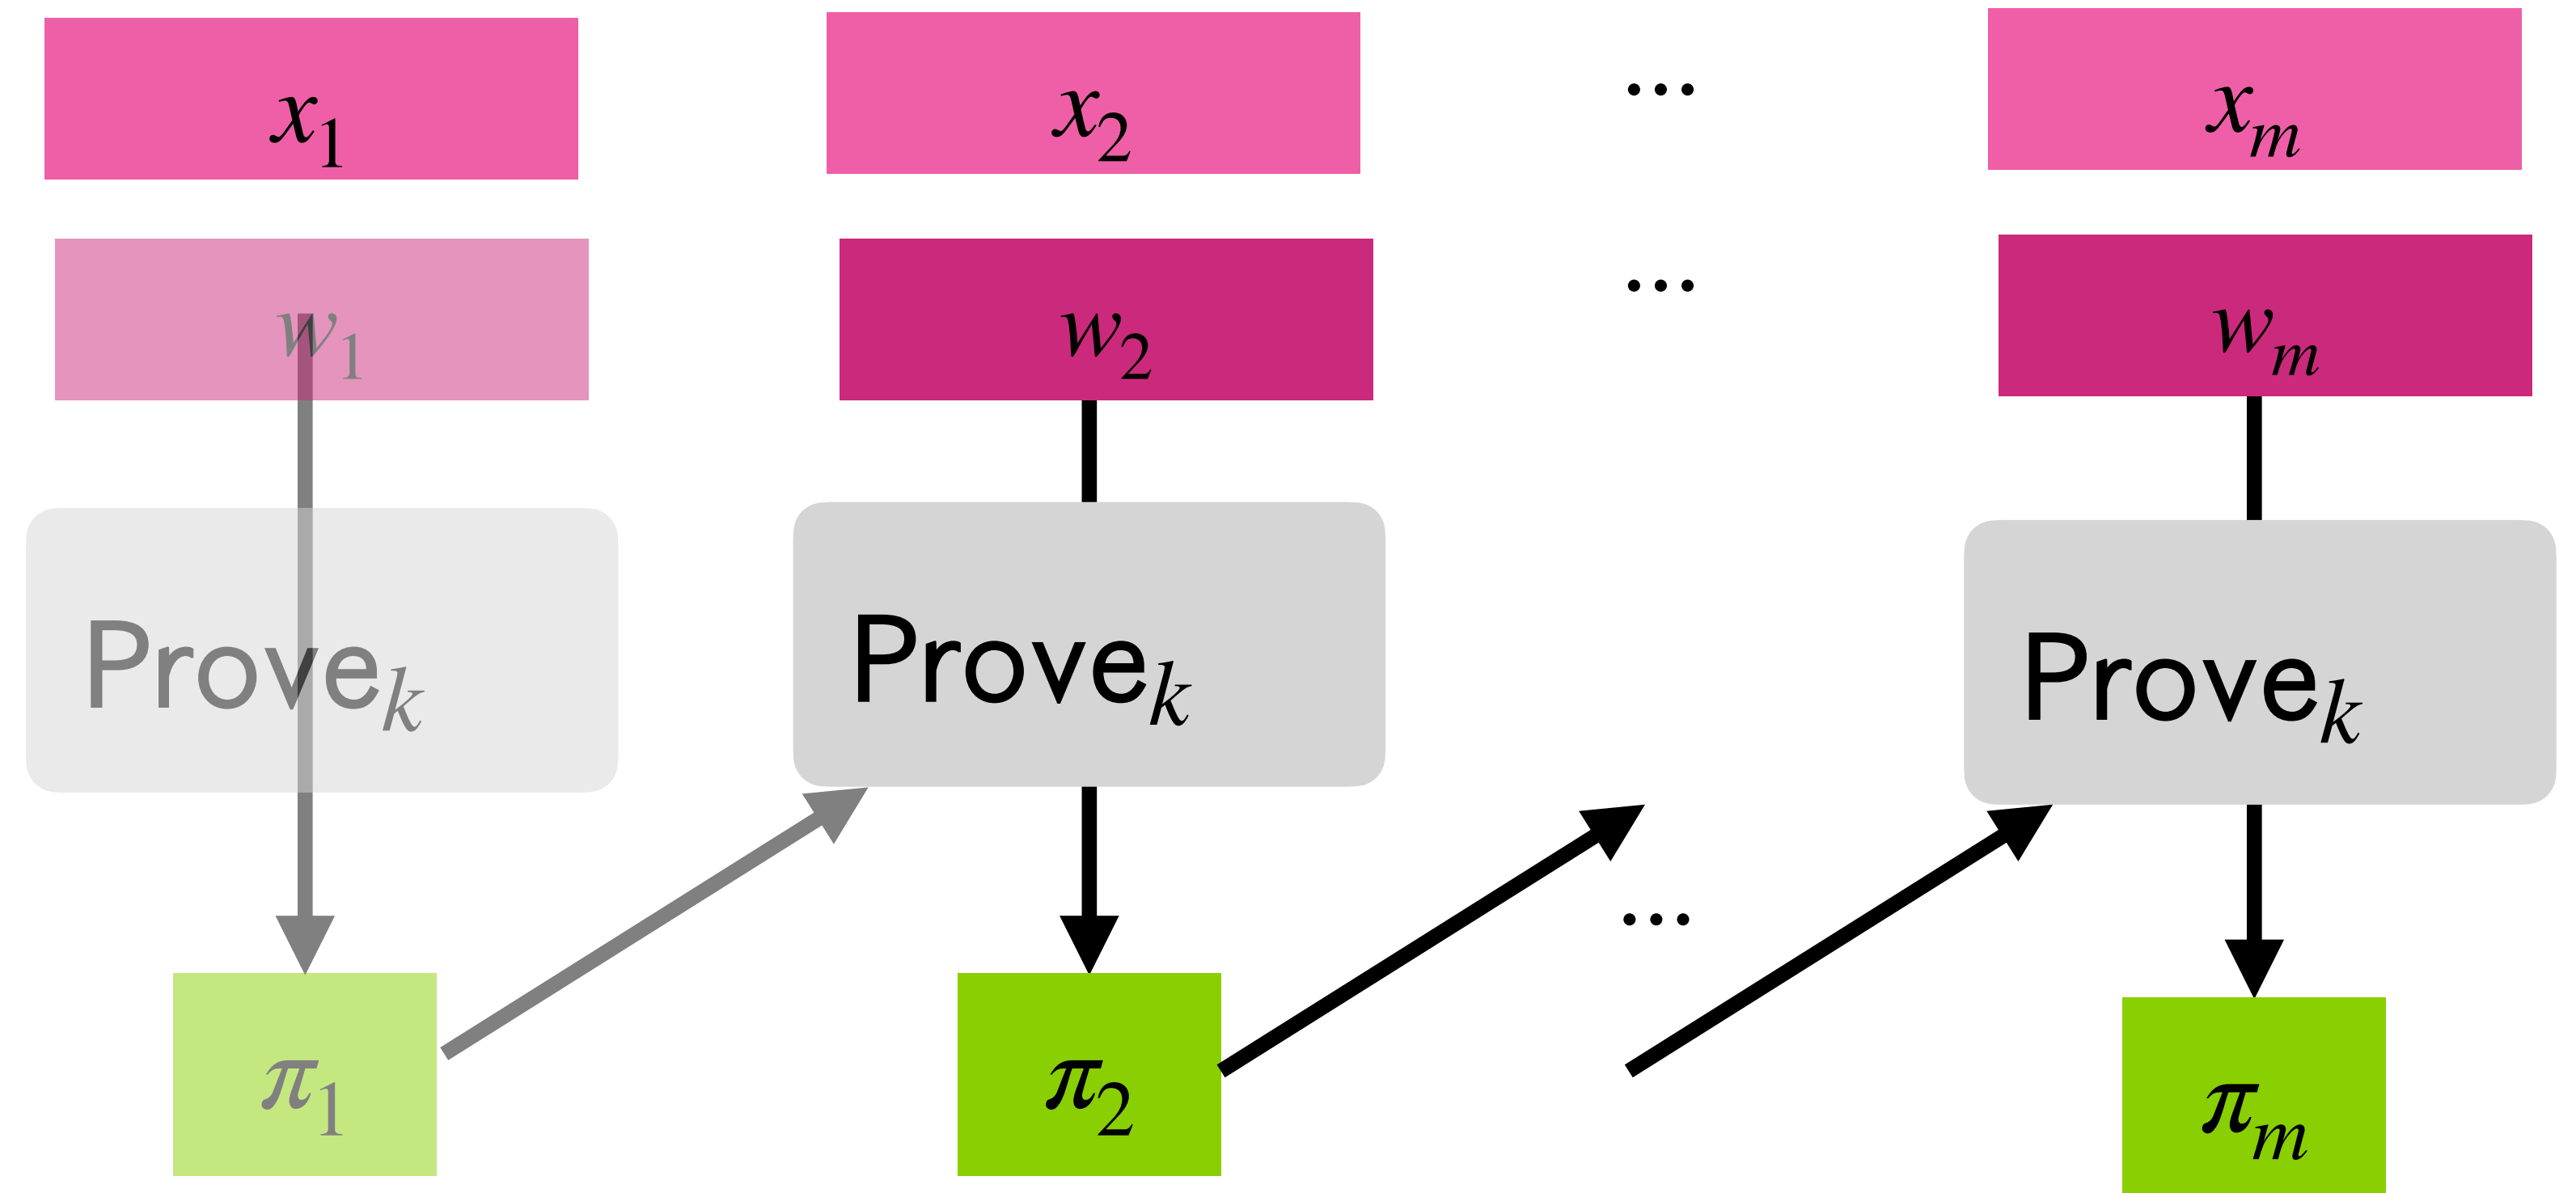 x₁ x₂ ... xₘ
w₁ w₂ ... wₘ
Proveₖ Proveₖ Proveₖ
...
π₁ π₂ πₘ